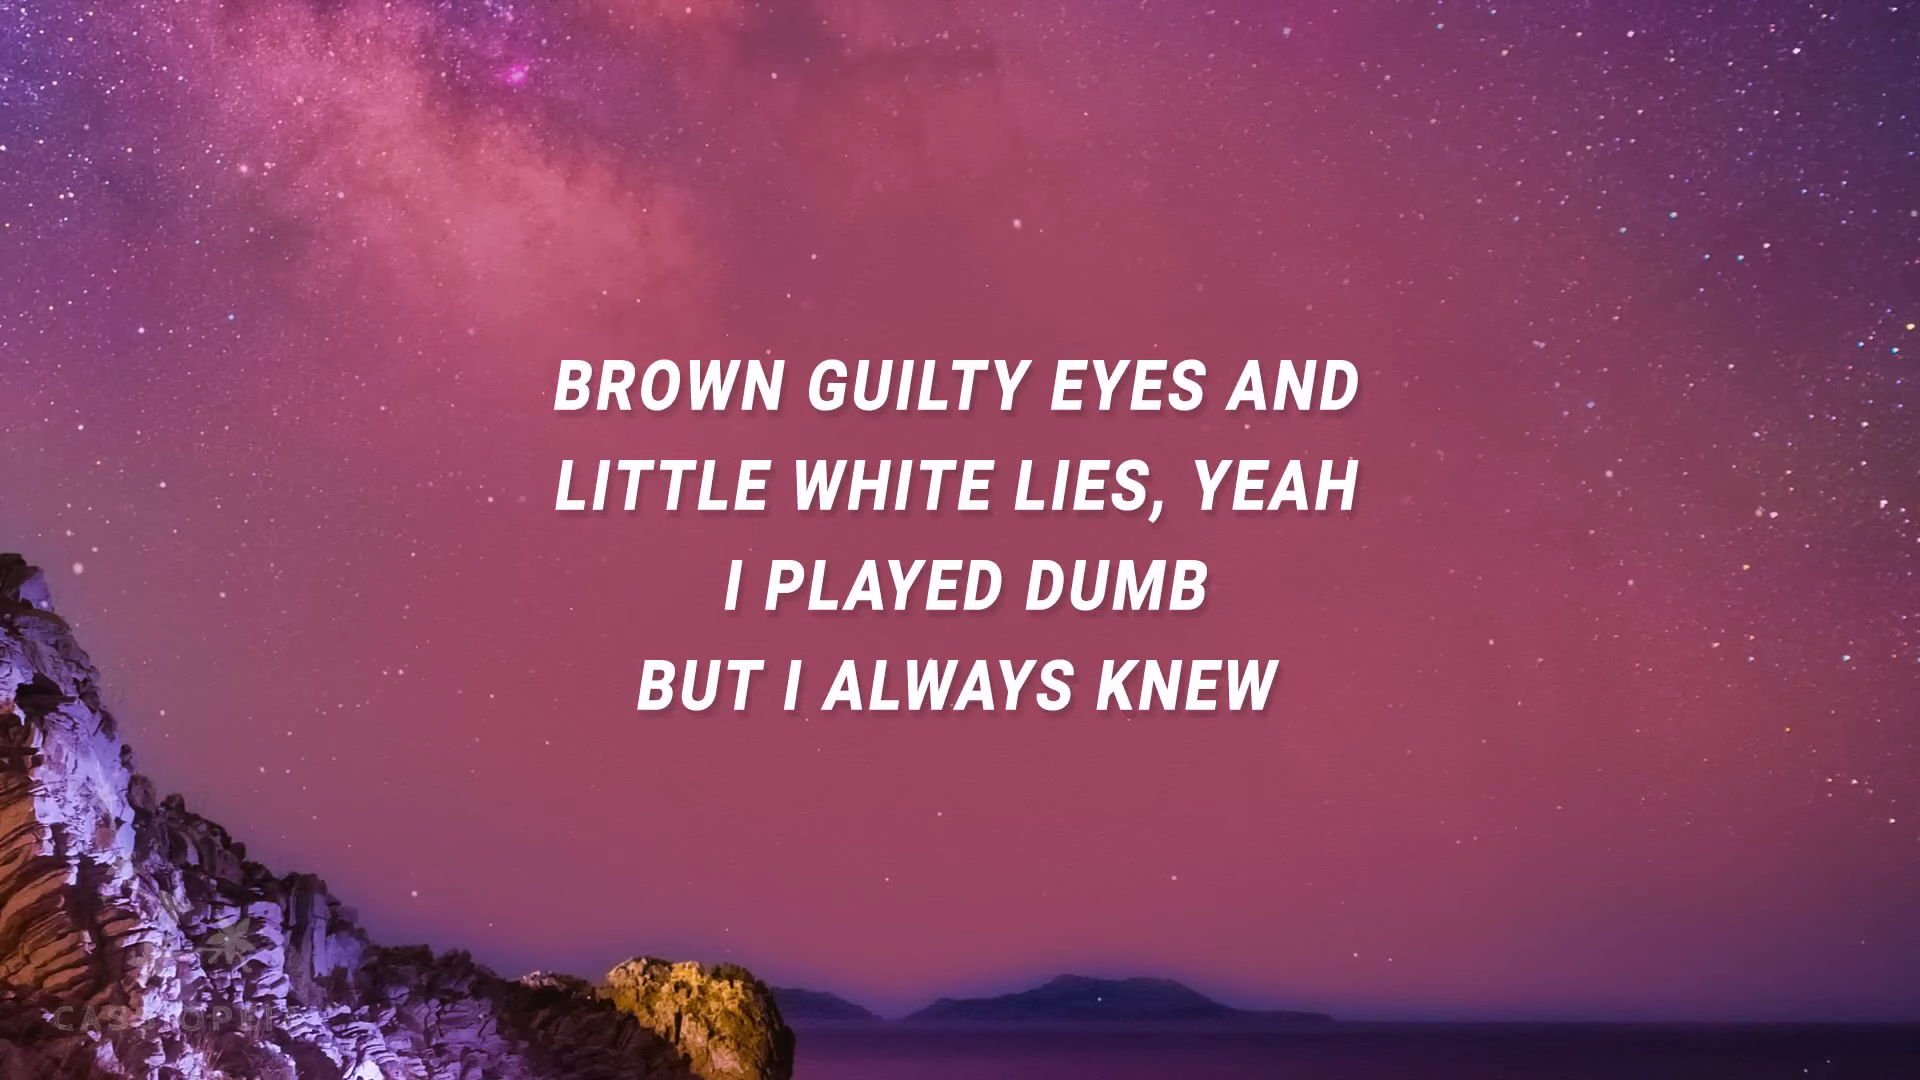 BROWN GUILTY EYES AND
LITTLE WHITE LIES, YEAH
I PLAYED DUMB
BUT I ALWAYS KNEW